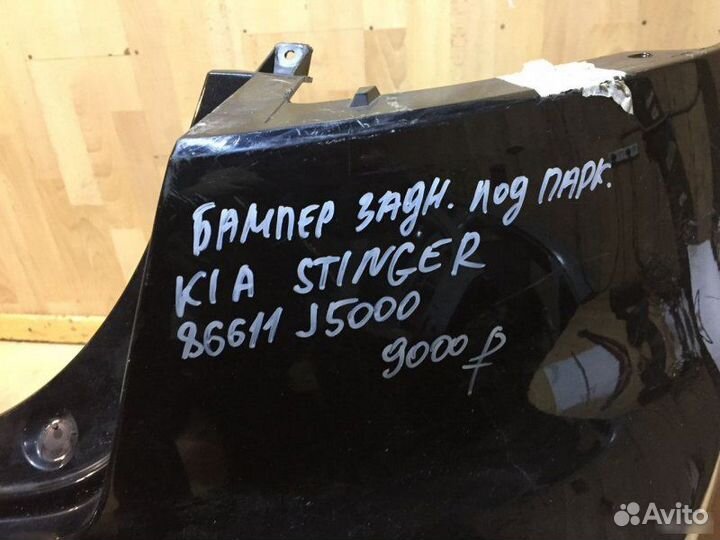 БАМПЕР ЗАДН. ПОД ПАРК.
KIA STINGER
86611 J5000
9000 ₽
Avito